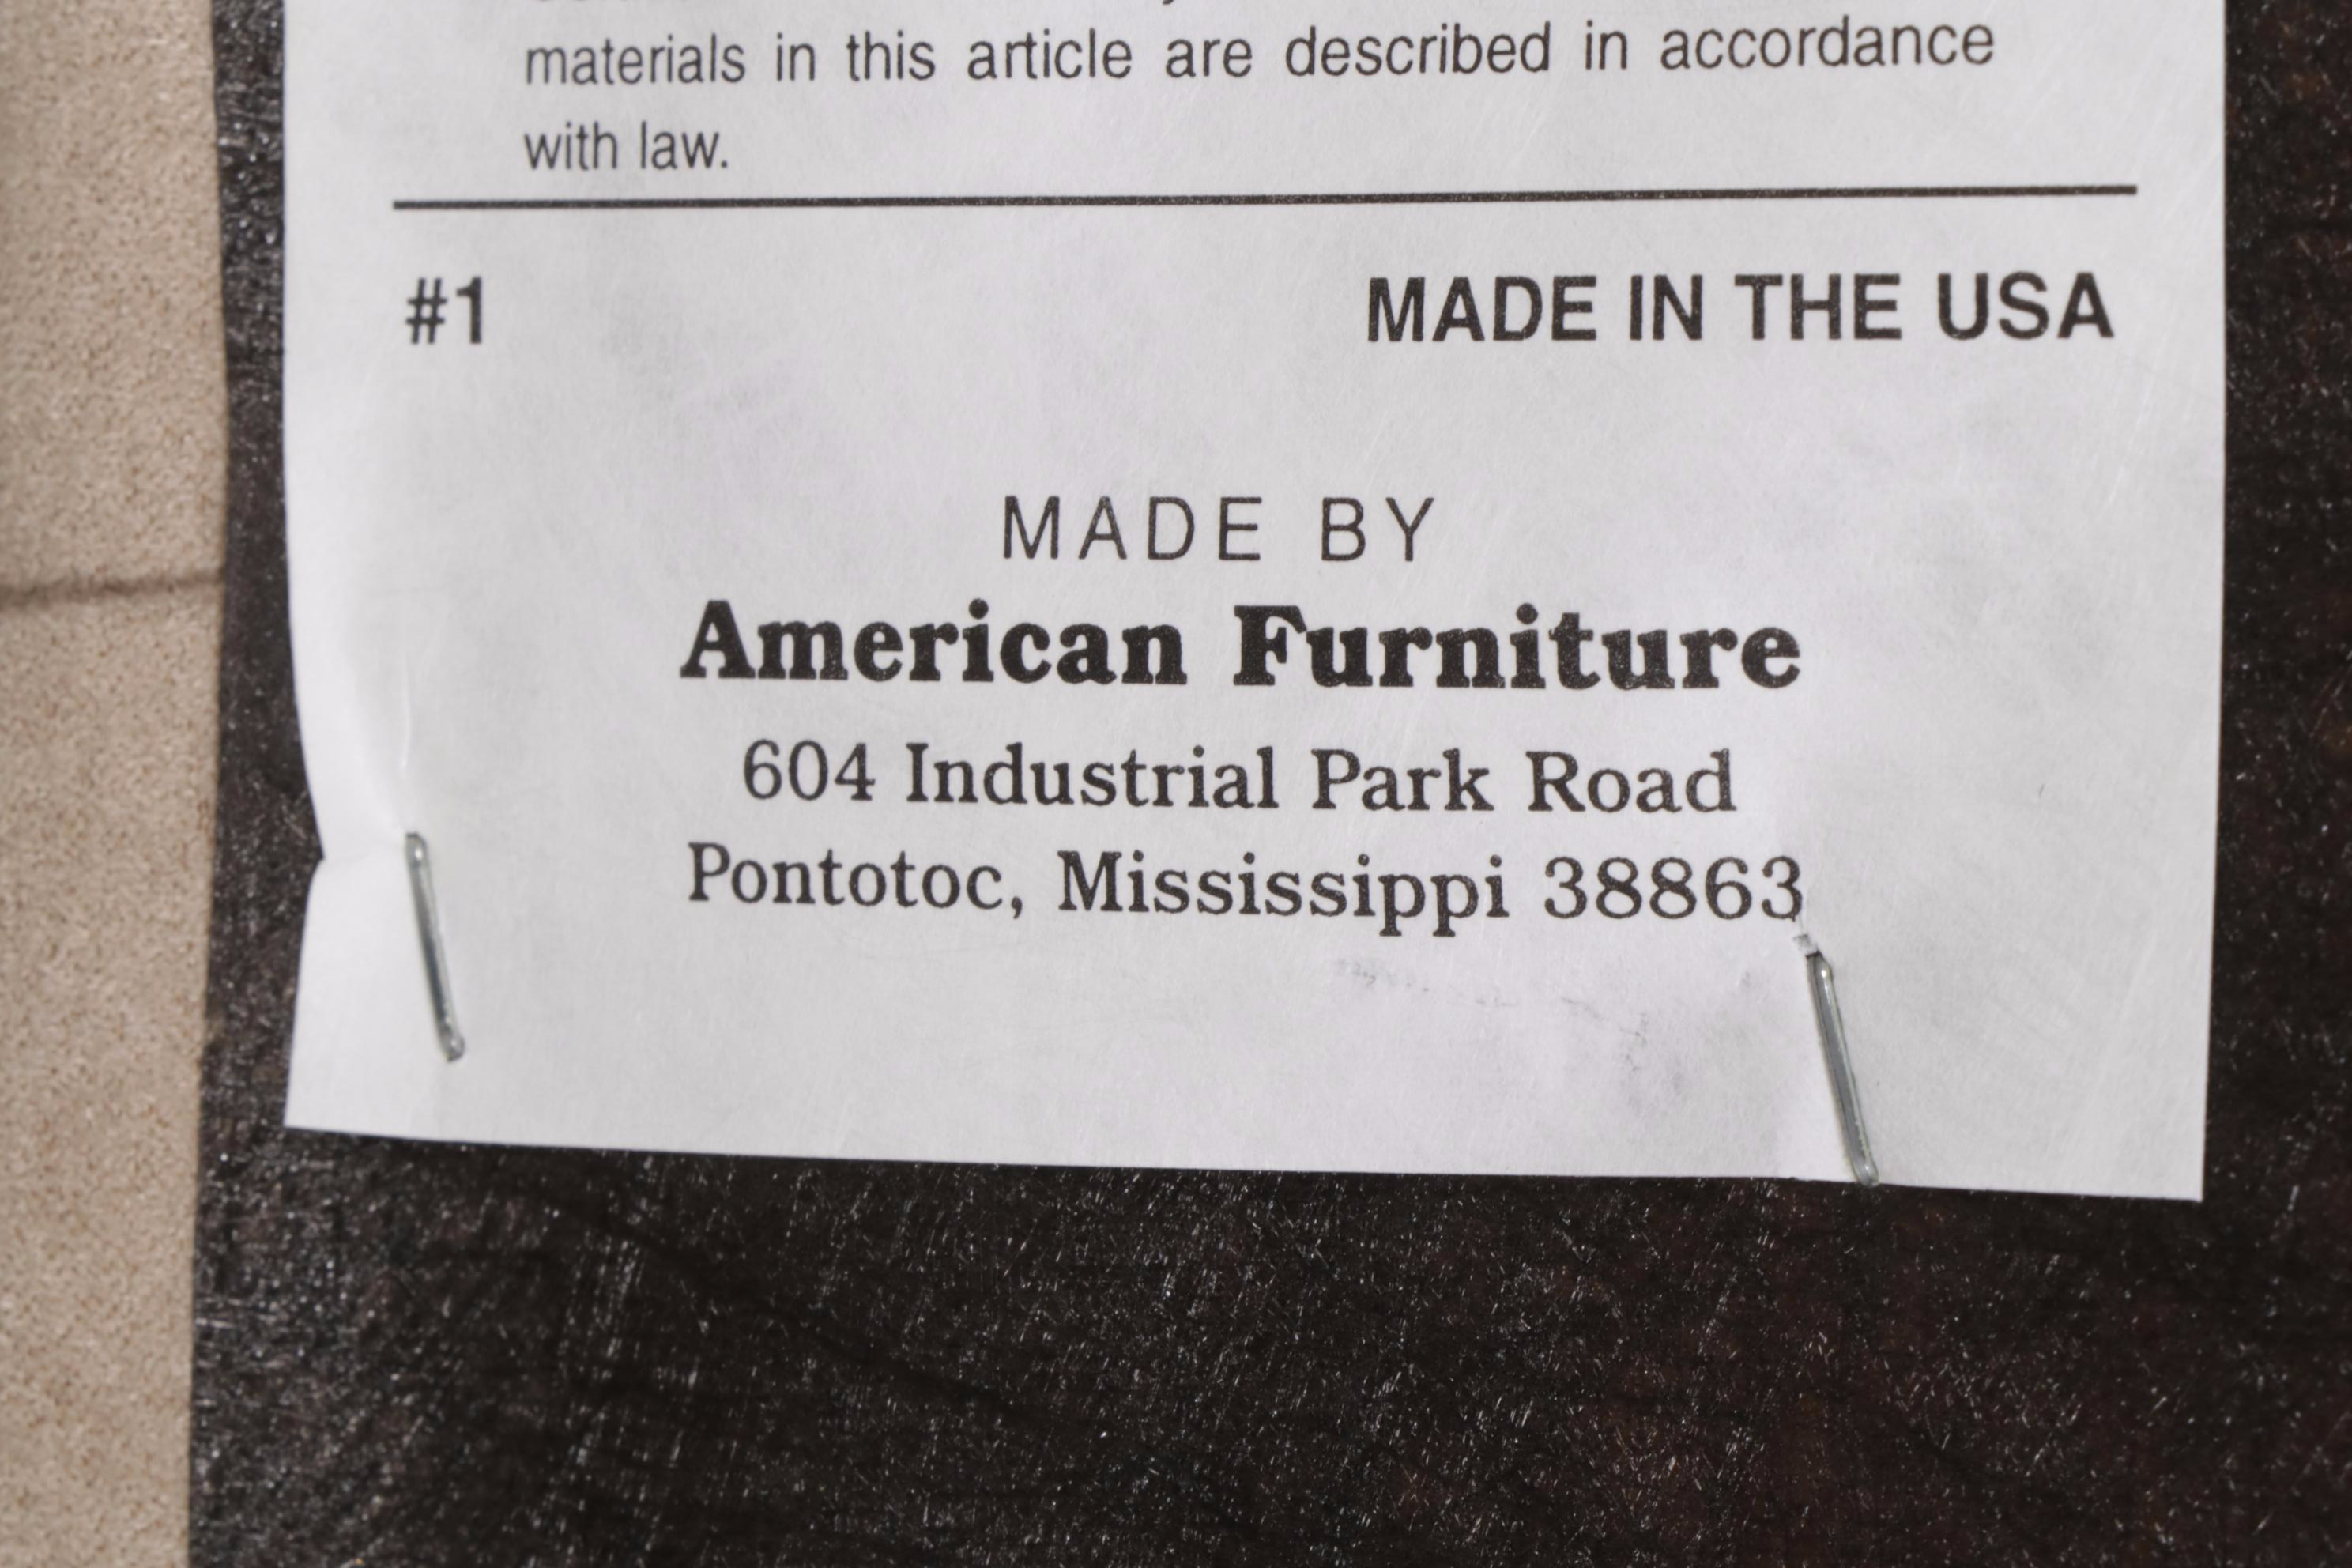 materials in this article are described in accordance
with law.
#1 MADE IN THE USA
MADE BY
American Furniture
604 Industrial Park Road
Pontotoc, Mississippi 38863